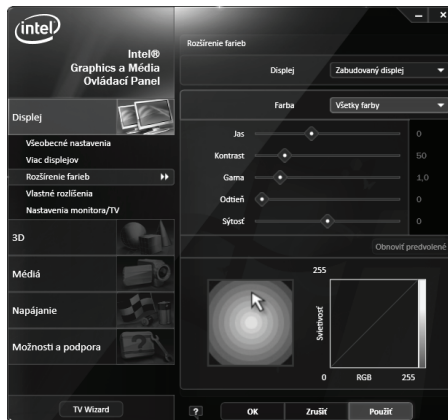 intel
Intel®
Graphics a Média
Ovládací Panel
Displej
Všeobecné nastavenia
Viac displejov
Rozšírenie farieb
Vlastné rozlíšenia
Nastavenia monitora/TV
3D
Médiá
Napájanie
Možnosti a podpora
TV Wizard
Rozšírenie farieb
Displej Zabudovaný displej
Farba Všetky farby
Jas 0
Kontrast 50
Gama 1,0
Odtieň 0
Sýtosť 0
Obnoviť predvolené
255
Svietivosť
0 RGB 255
? OK Zrušiť Použiť